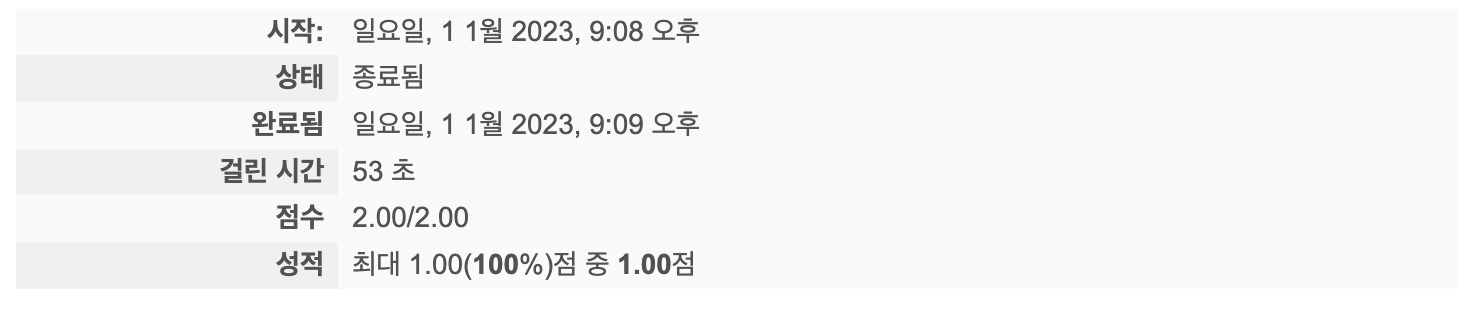 시작: 일요일, 1 1월 2023, 9:08 오후
상태 종료됨
완료됨 일요일, 1 1월 2023, 9:09 오후
걸린 시간 53 초
점수 2.00/2.00
성적 최대 1.00(100%)점 중 1.00점